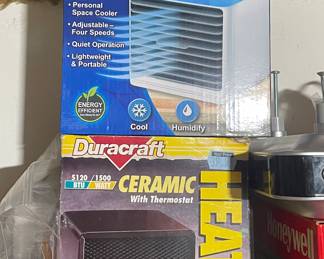 • Personal
Space Cooler
• Adjustable –
Four Speeds
• Quiet Operation
• Lightweight
& Portable
ENERGY
EFFICIENT
Cool
Humidify
Duracraft
5120 / 1500
BTU / WATT
CERAMIC
With Thermostat
HEAT
Honeywell